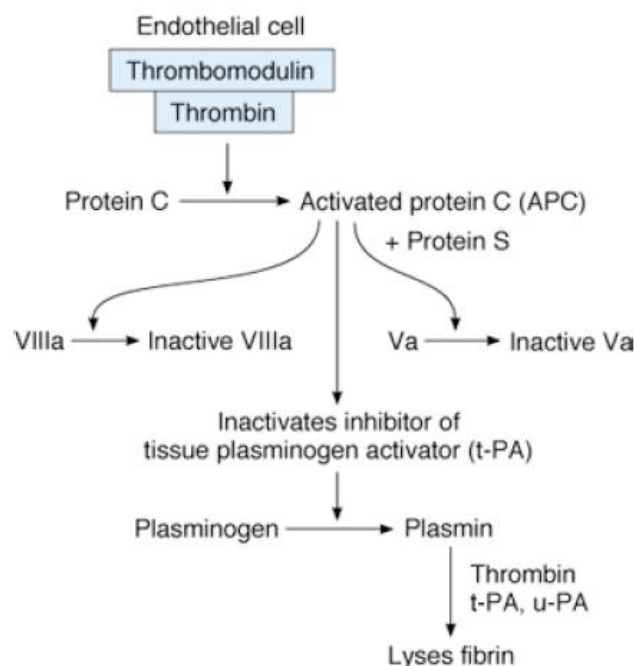 Endothelial cell
Thrombomodulin
Thrombin
Protein C
Activated protein C (APC)
+ Protein S
VIIIa
Inactive VIIIa
Va
Inactive Va
Inactivates inhibitor of
tissue plasminogen activator (t-PA)
Plasminogen
Plasmin
Thrombin
t-PA, u-PA
Lyses fibrin